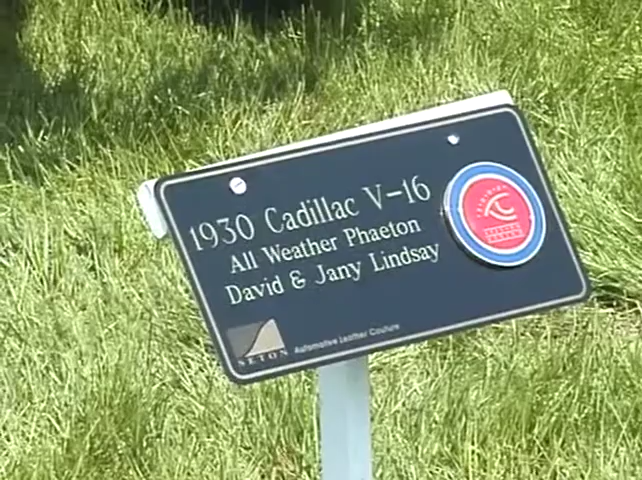 1930 Cadillac V-16
All Weather Phaeton
David & Jany Lindsay
SETON Automotive Leather Couture